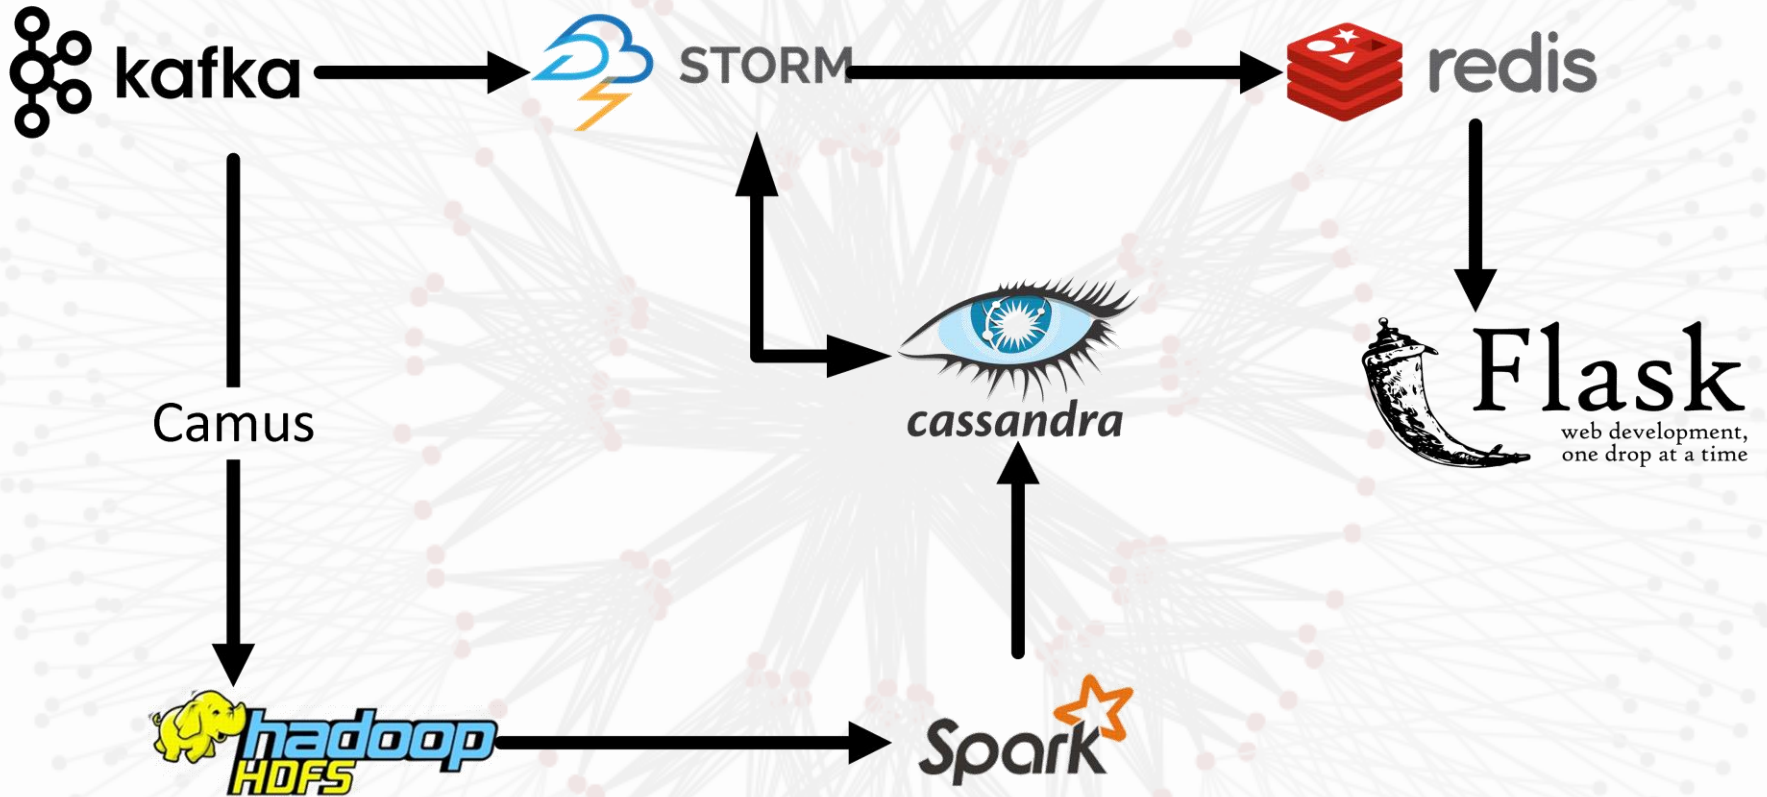 kafka
STORM
redis
cassandra
Flask
web development,
one drop at a time
Camus
hadoop
HDFS
Spark